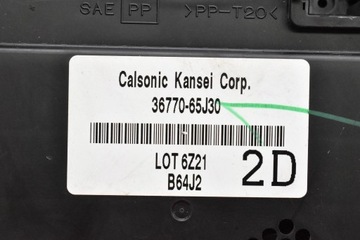 SAE PP >PP-T20<
Calsonic Kansei Corp.
36770-65J30
LOT 6Z21
B64J2
2D